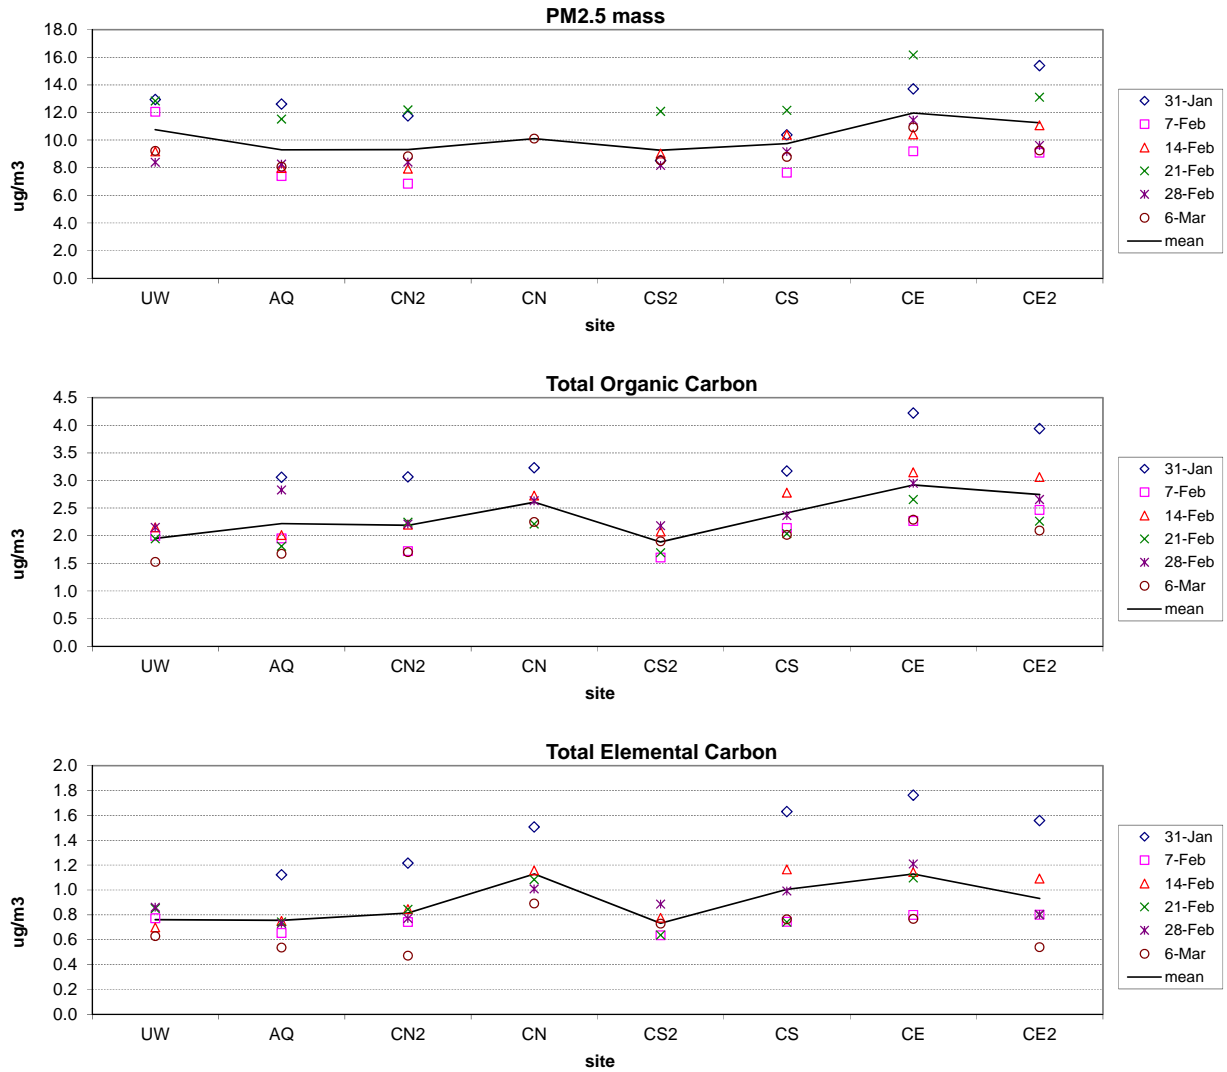 PM2.5 mass
18.0
16.0
14.0
12.0
10.0
8.0
6.0
4.0
2.0
0.0
ug/m3
UW AQ CN2 CN CS2 CS CE CE2
site
31-Jan
7-Feb
14-Feb
21-Feb
28-Feb
6-Mar
mean
Total Organic Carbon
4.5
4.0
3.5
3.0
2.5
2.0
1.5
1.0
0.5
0.0
ug/m3
UW AQ CN2 CN CS2 CS CE CE2
site
31-Jan
7-Feb
14-Feb
21-Feb
28-Feb
6-Mar
mean
Total Elemental Carbon
2.0
1.8
1.6
1.4
1.2
1.0
0.8
0.6
0.4
0.2
0.0
ug/m3
UW AQ CN2 CN CS2 CS CE CE2
site
31-Jan
7-Feb
14-Feb
21-Feb
28-Feb
6-Mar
mean